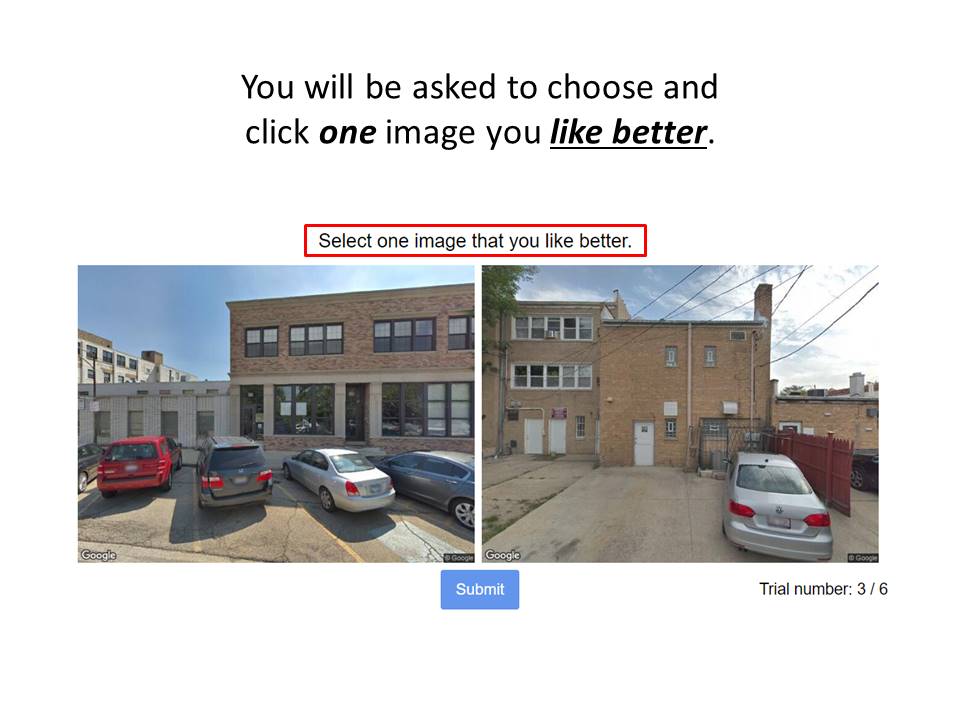 You will be asked to choose and
click one image you like better.
Select one image that you like better.
Google
© Google
Google
© Google
Submit
Trial number: 3 / 6